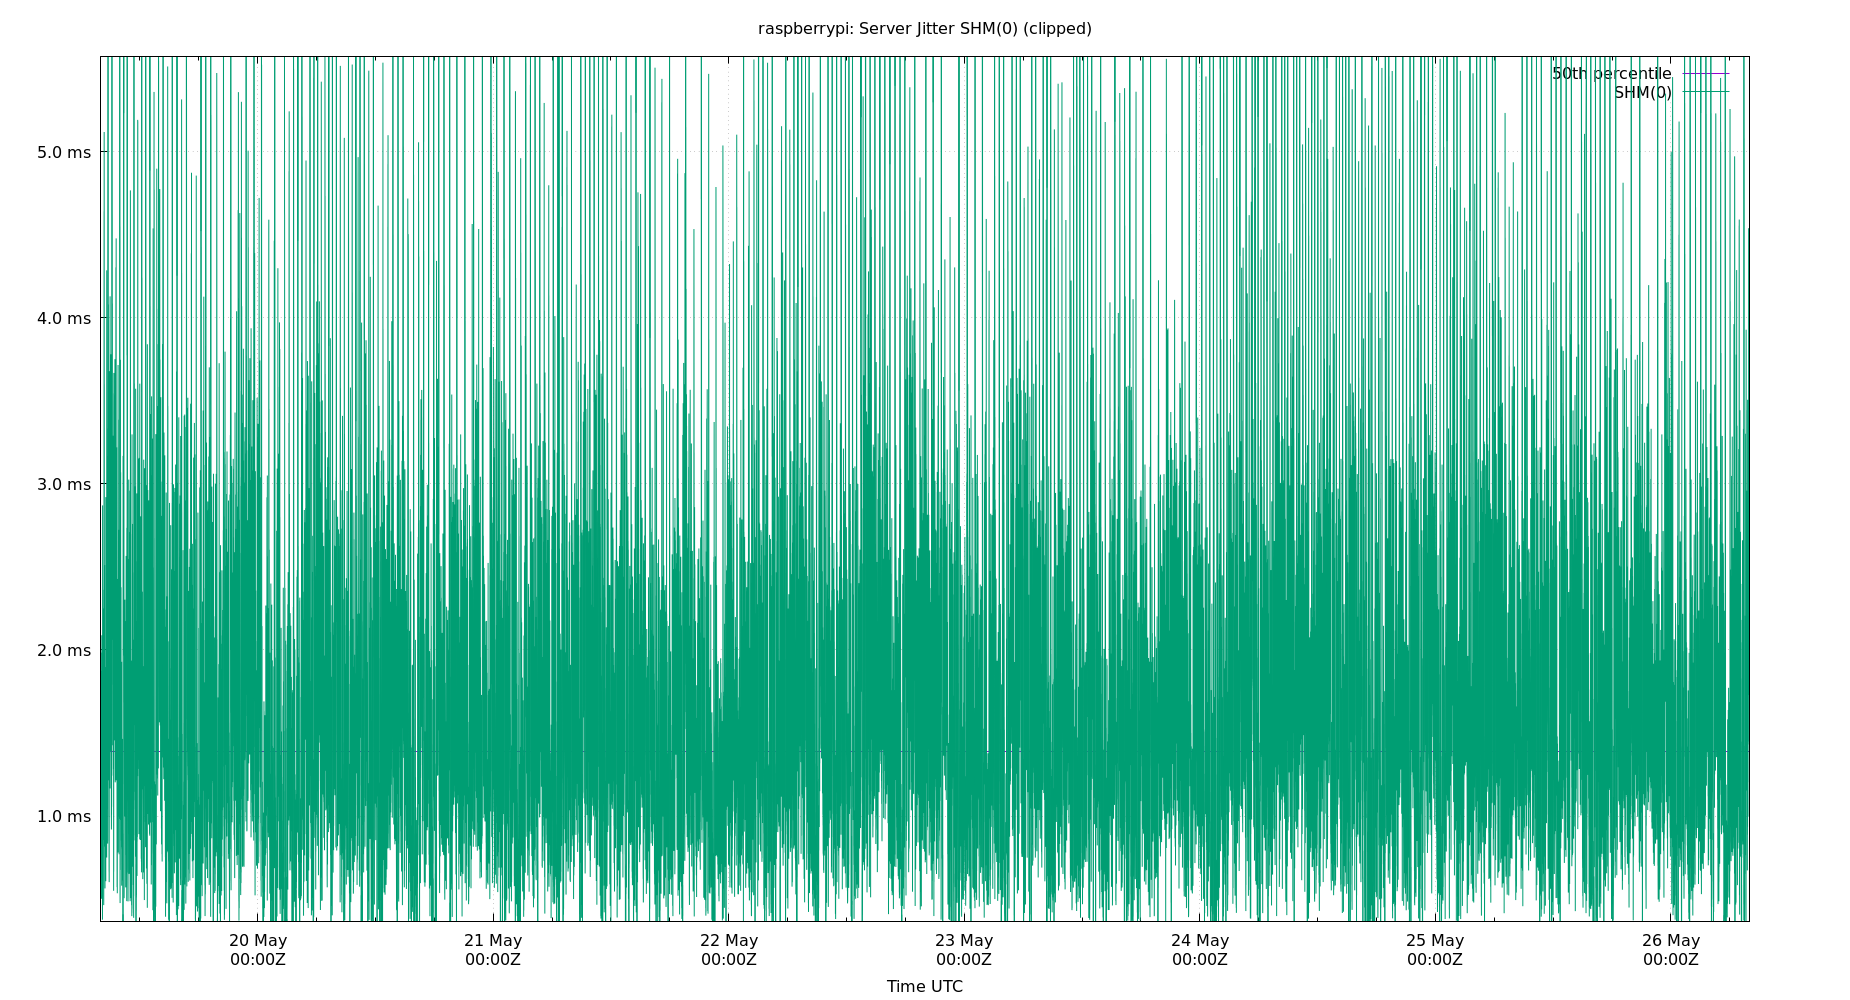 raspberrypi: Server Jitter SHM(0) (clipped)
50th percentile
SHM(0)
5.0 ms
4.0 ms
3.0 ms
2.0 ms
1.0 ms
20 May 21 May 22 May 23 May 24 May 25 May 26 May
00:00Z 00:00Z 00:00Z 00:00Z 00:00Z 00:00Z 00:00Z
Time UTC